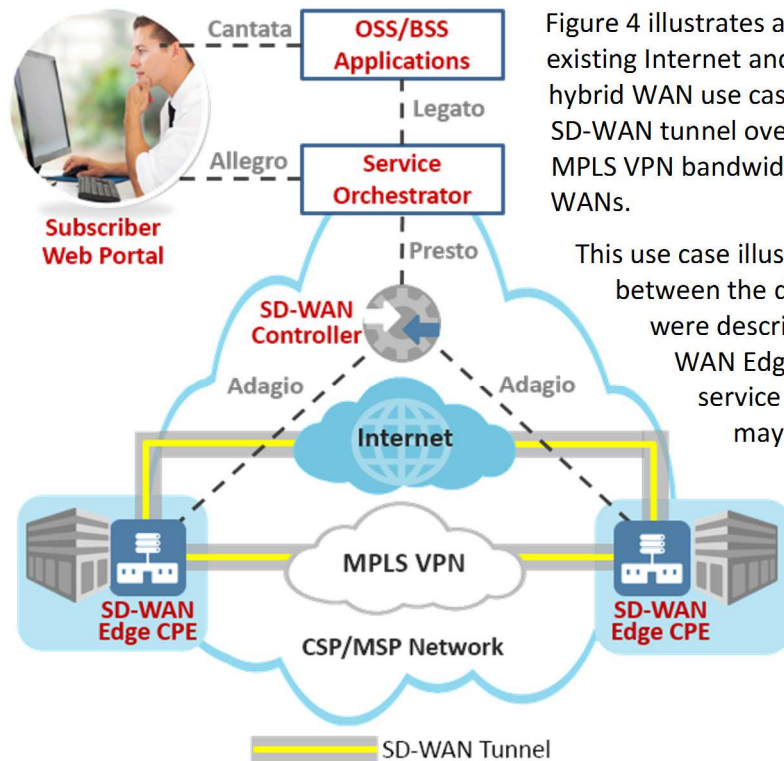 Cantata
OSS/BSS
Applications
Legato
Allegro
Service
Orchestrator
Subscriber
Web Portal
Presto
SD-WAN
Controller
Adagio
Adagio
Internet
MPLS VPN
SD-WAN
Edge CPE
SD-WAN
Edge CPE
CSP/MSP Network
SD-WAN Tunnel
Figure 4 illustrates a
existing Internet and
hybrid WAN use cas
SD-WAN tunnel ove
MPLS VPN bandwid
WANs.
This use case illus
between the
were descri
WAN Edg
service
may